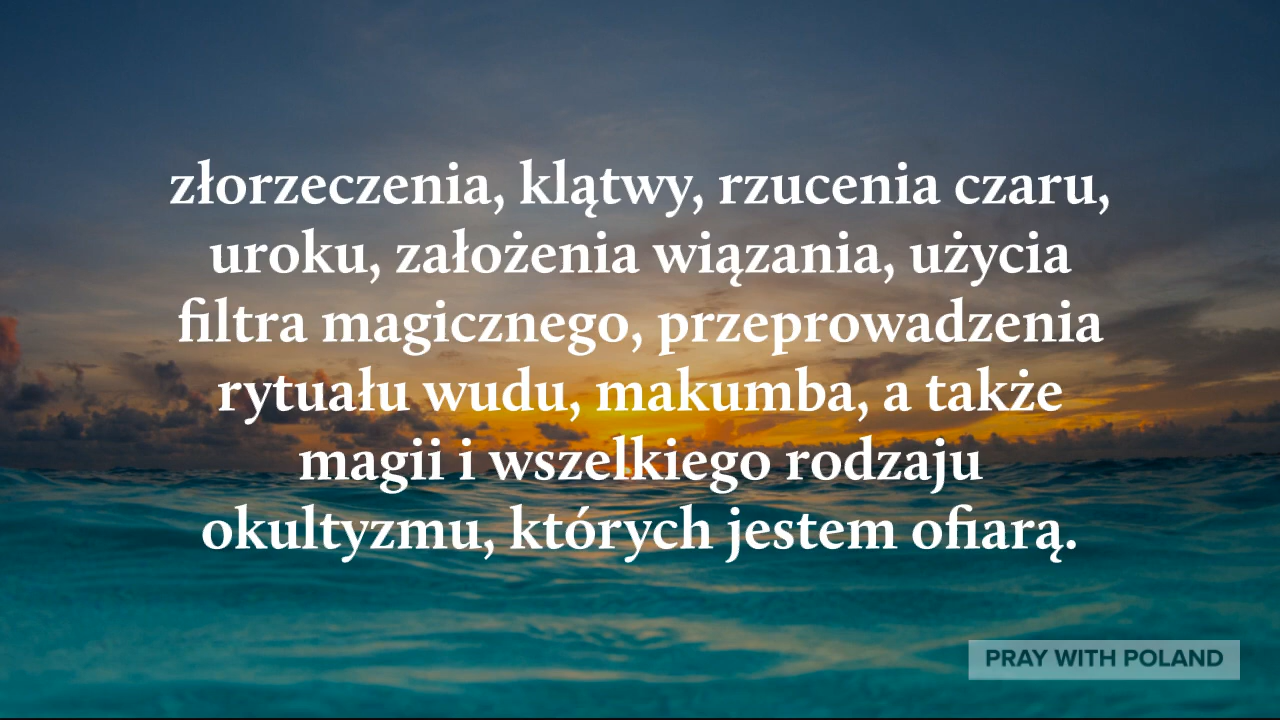 złorzeczenia, klątwy, rzucenia czaru,
uroku, założenia wiązania, użycia
filtra magicznego, przeprowadzenia
rytuału wudu, makumba, a także
magii i wszelkiego rodzaju
okultyzmu, których jestem ofiarą.
PRAY WITH POLAND